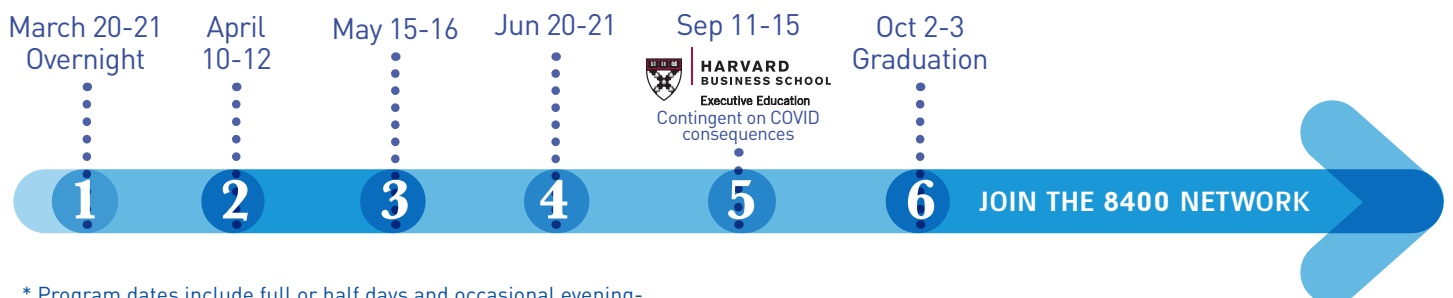 March 20-21
Overnight
April
10-12
May 15-16
Jun 20-21
Sep 11-15
HARVARD
BUSINESS SCHOOL
Executive Education
Contingent on COVID
consequences
Oct 2-3
Graduation
1
2
3
4
5
6
JOIN THE 8400 NETWORK
* Program dates include full or half days and occasional evening-